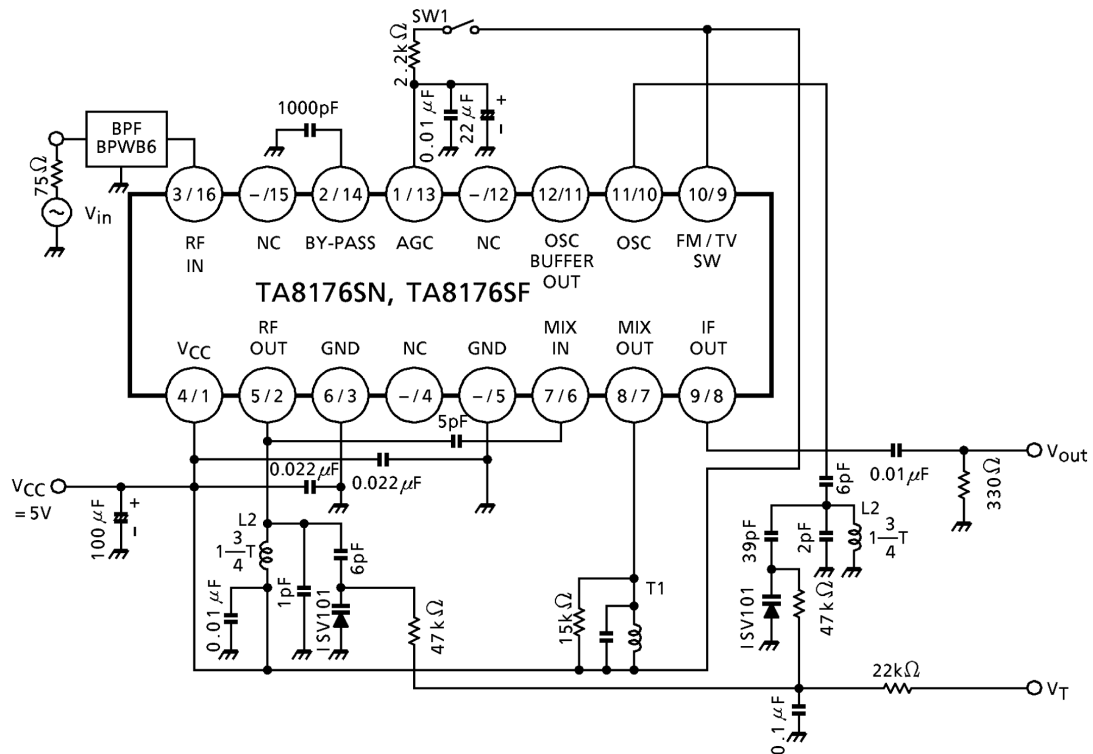 SW1
2.2kΩ
1000pF
0.01μF
22μF
+
-
BPF
BPWB6
75Ω
Vin
3/16
-/15
2/14
1/13
-/12
12/11
11/10
10/9
RF
IN
NC
BY-PASS
AGC
NC
OSC
BUFFER
OUT
OSC
FM/TV
SW
TA8176SN, TA8176SF
VCC
RF
OUT
GND
NC
GND
MIX
IN
MIX
OUT
IF
OUT
4/1
5/2
6/3
-/4
-/5
7/6
8/7
9/8
5pF
0.022μF
0.022μF
VCC
=5V
100μF
+
-
0.01μF
Vout
330Ω
6pF
L2
1 3/4 T
39pF
2pF
L2
1 3/4 T
6pF
1pF
0.01μF
ISV101
47kΩ
15kΩ
T1
ISV101
47kΩ
22kΩ
VT
0.1μF